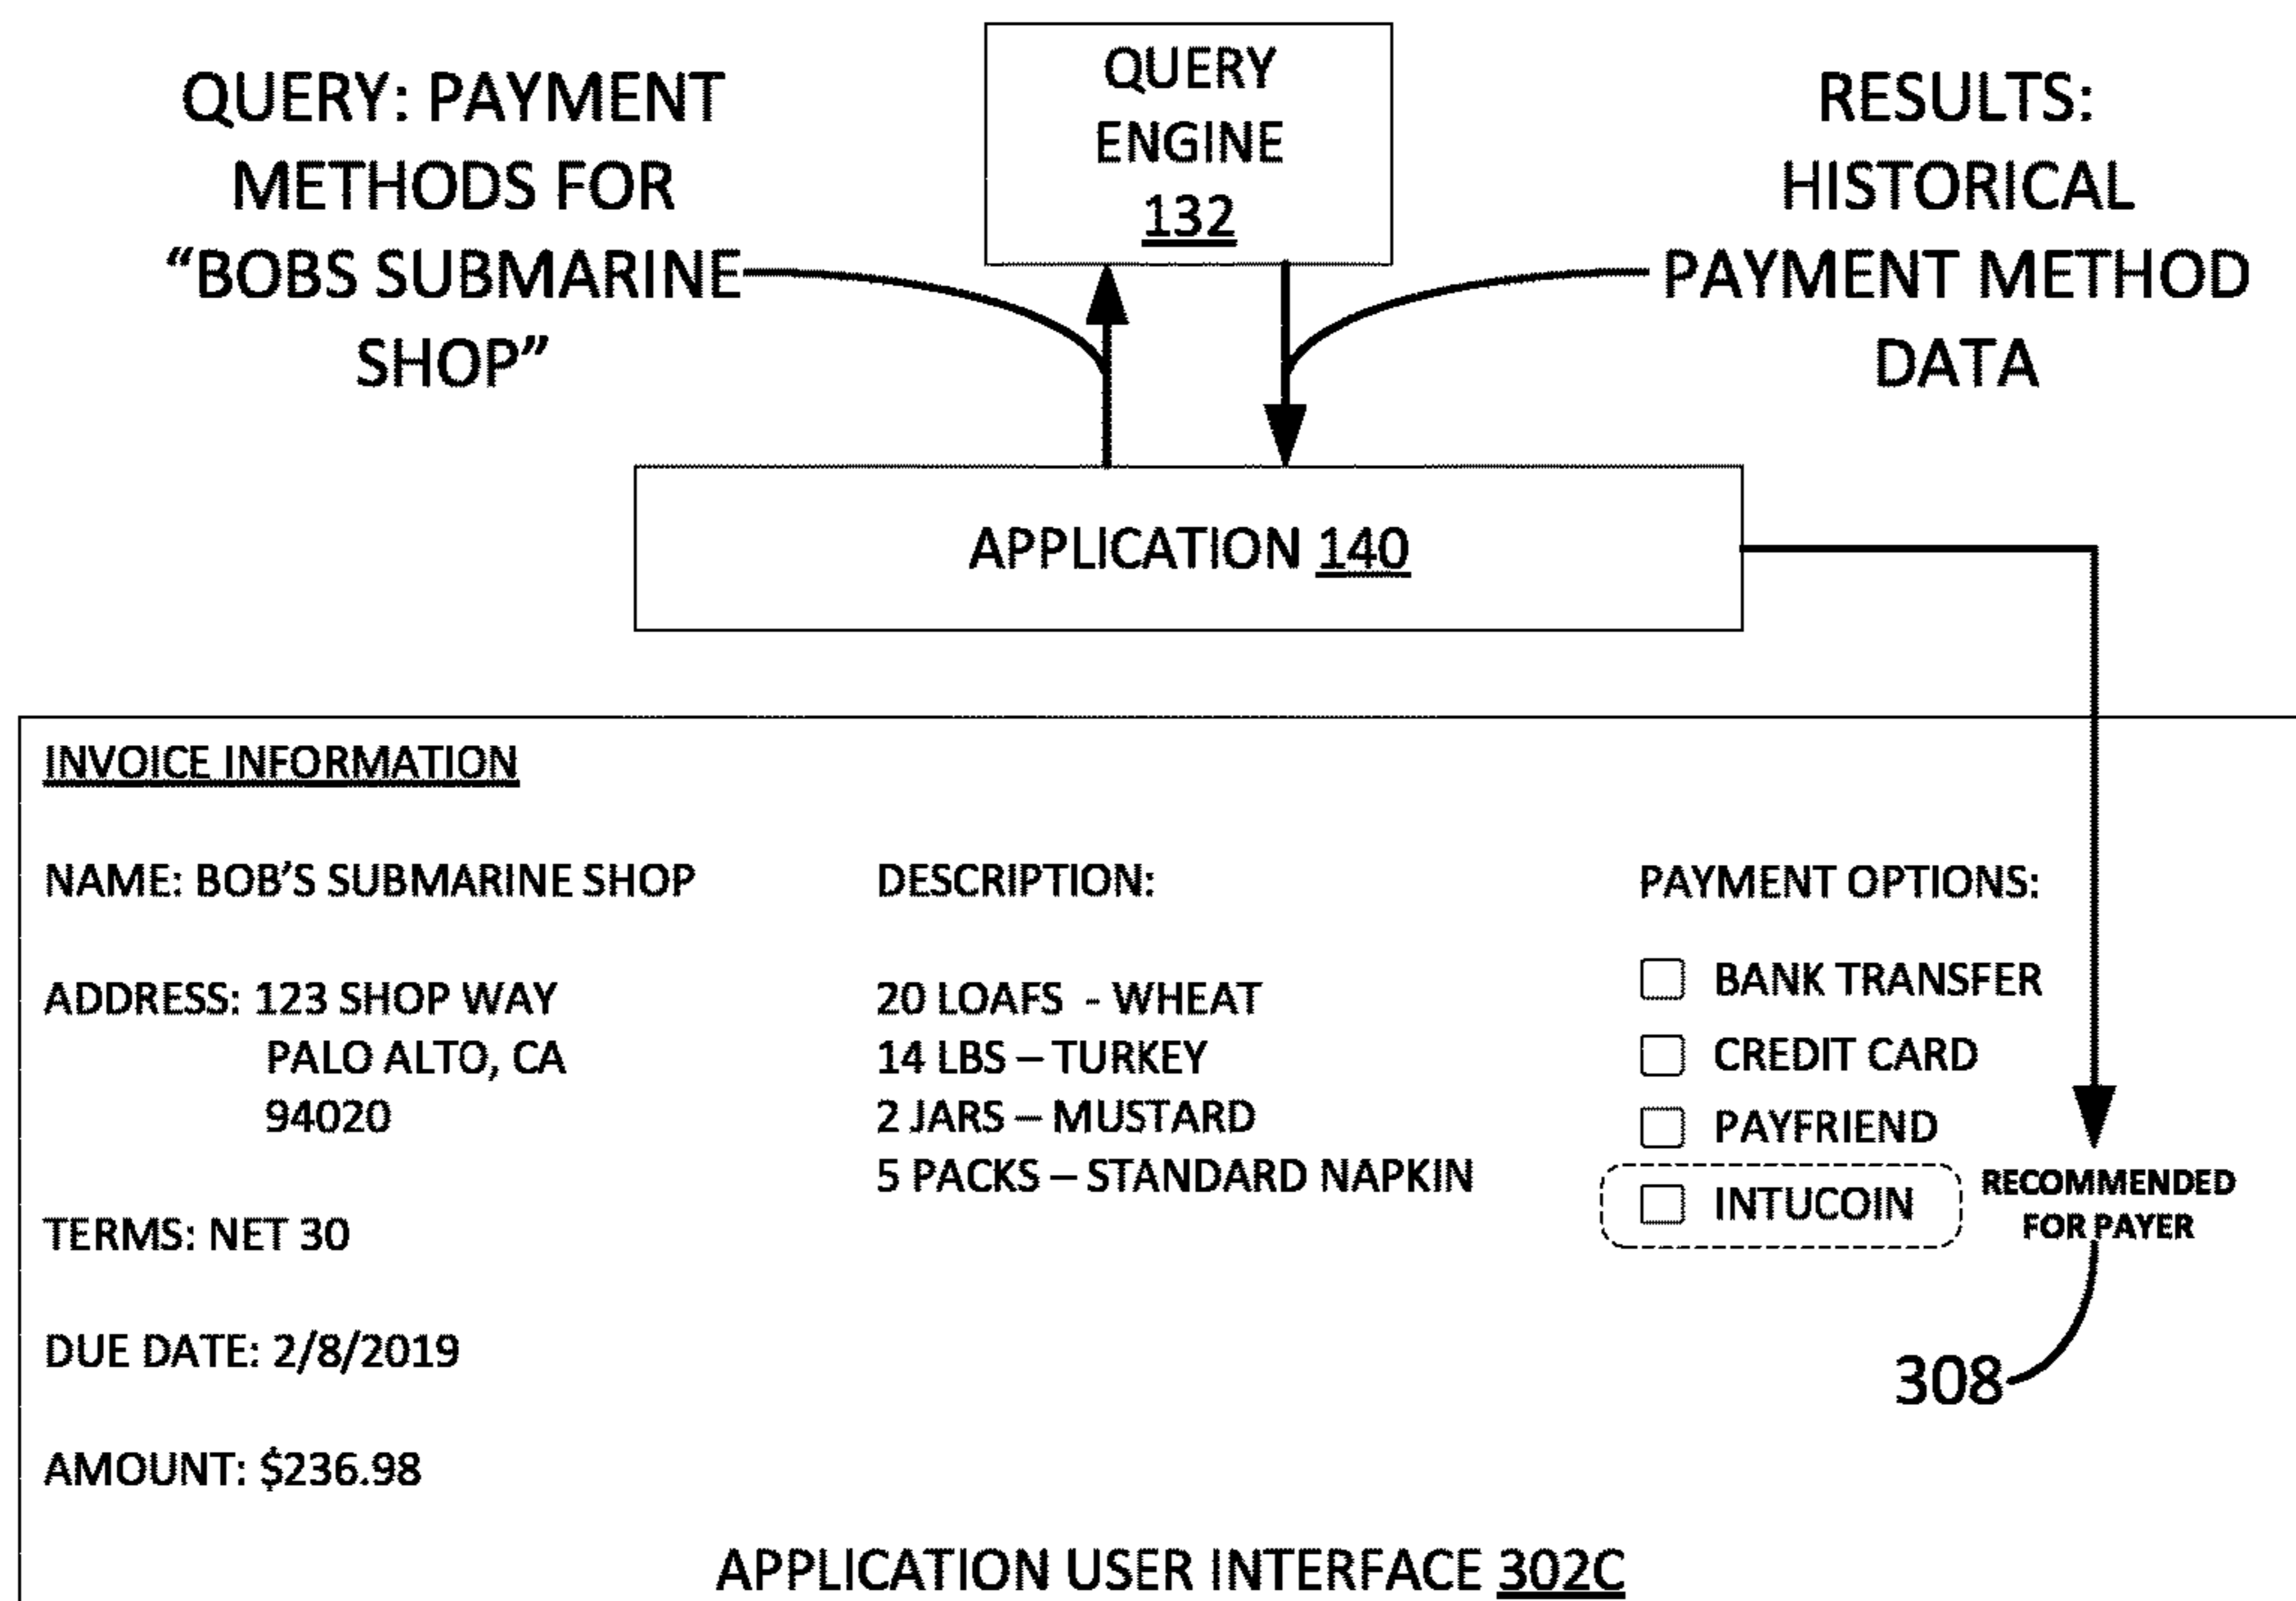 QUERY: PAYMENT
METHODS FOR
“BOBS SUBMARINE
SHOP”
QUERY
ENGINE
132
RESULTS:
HISTORICAL
PAYMENT METHOD
DATA
APPLICATION 140
INVOICE INFORMATION
NAME: BOB’S SUBMARINE SHOP
ADDRESS: 123 SHOP WAY
PALO ALTO, CA
94020
TERMS: NET 30
DUE DATE: 2/8/2019
AMOUNT: $236.98
DESCRIPTION:
20 LOAFS - WHEAT
14 LBS – TURKEY
2 JARS – MUSTARD
5 PACKS – STANDARD NAPKIN
PAYMENT OPTIONS:
BANK TRANSFER
CREDIT CARD
PAYFRIEND
INTUCOIN
RECOMMENDED
FOR PAYER
308
APPLICATION USER INTERFACE 302C